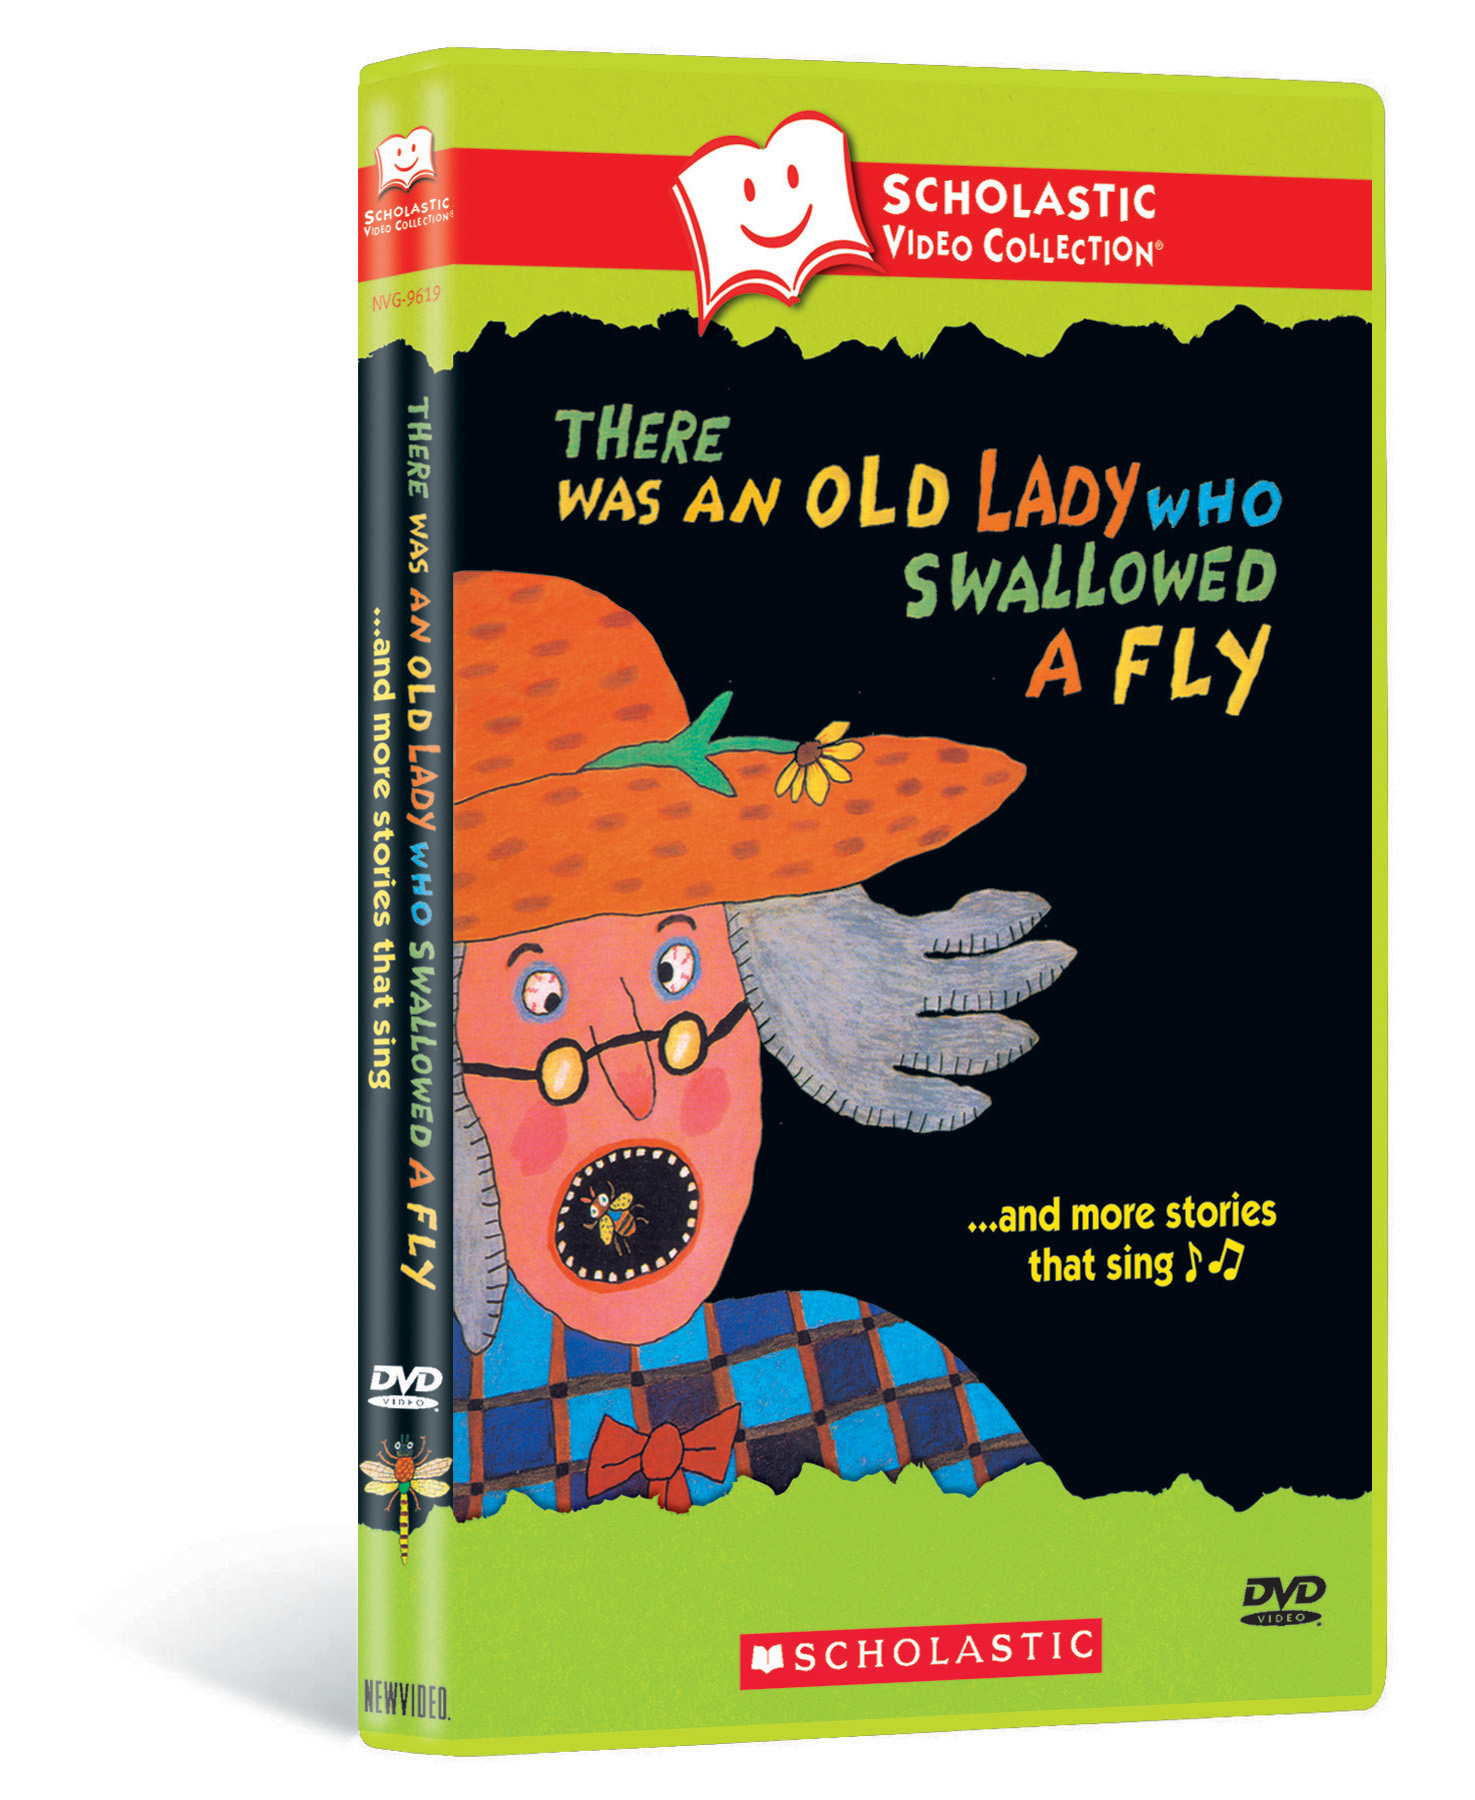 SCHOLASTIC
VIDEO COLLECTION®
NVG-9619
THERE WAS AN OLD LADY WHO SWALLOWED A FLY
...and more stories that sing
DVD
VIDEO
NEWVIDEO.
SCHOLASTIC
VIDEO COLLECTION®
THERE
WAS AN OLD LADY WHO
SWALLOWED
A FLY
...and more stories
that sing
DVD
VIDEO
SCHOLASTIC